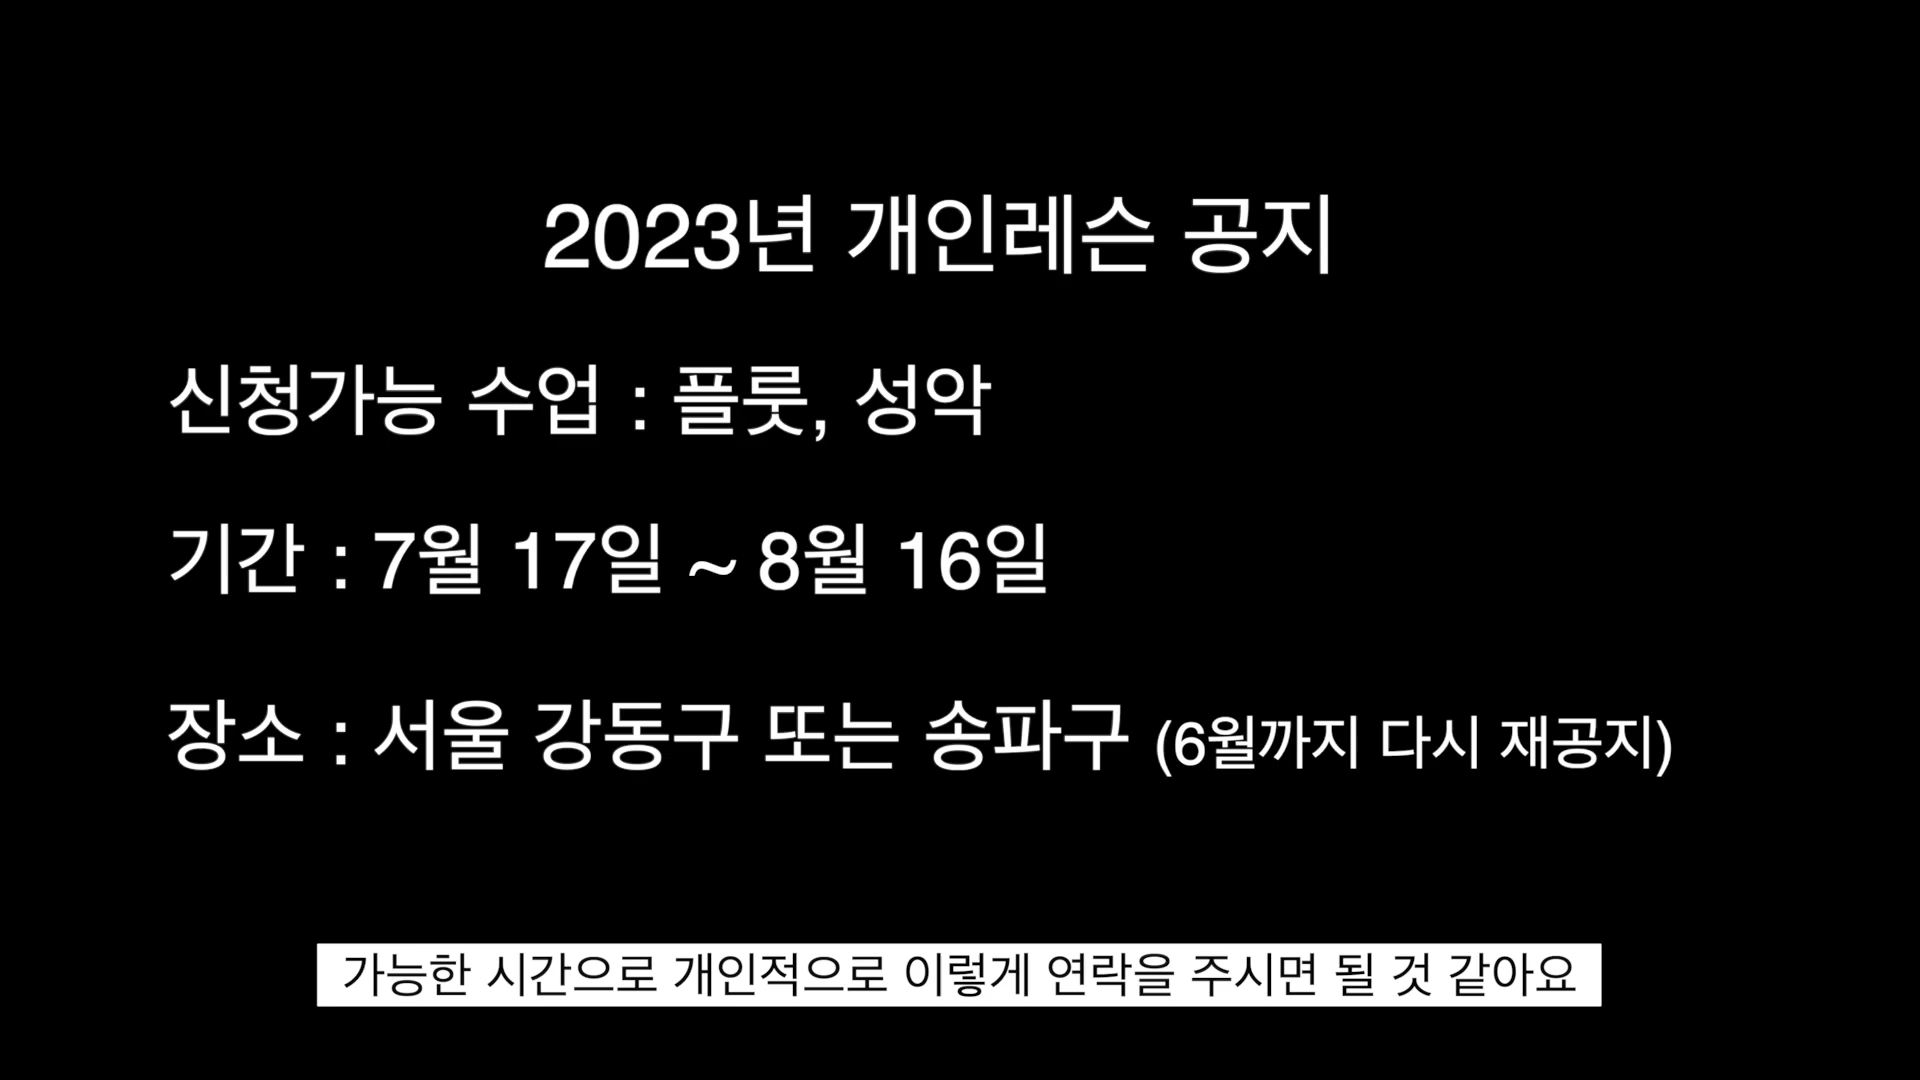 2023년 개인레슨 공지
신청가능 수업 : 플룻, 성악
기간 : 7월 17일 ~ 8월 16일
장소 : 서울 강동구 또는 송파구 (6월까지 다시 재공지)
가능한 시간으로 개인적으로 이렇게 연락을 주시면 될 것 같아요